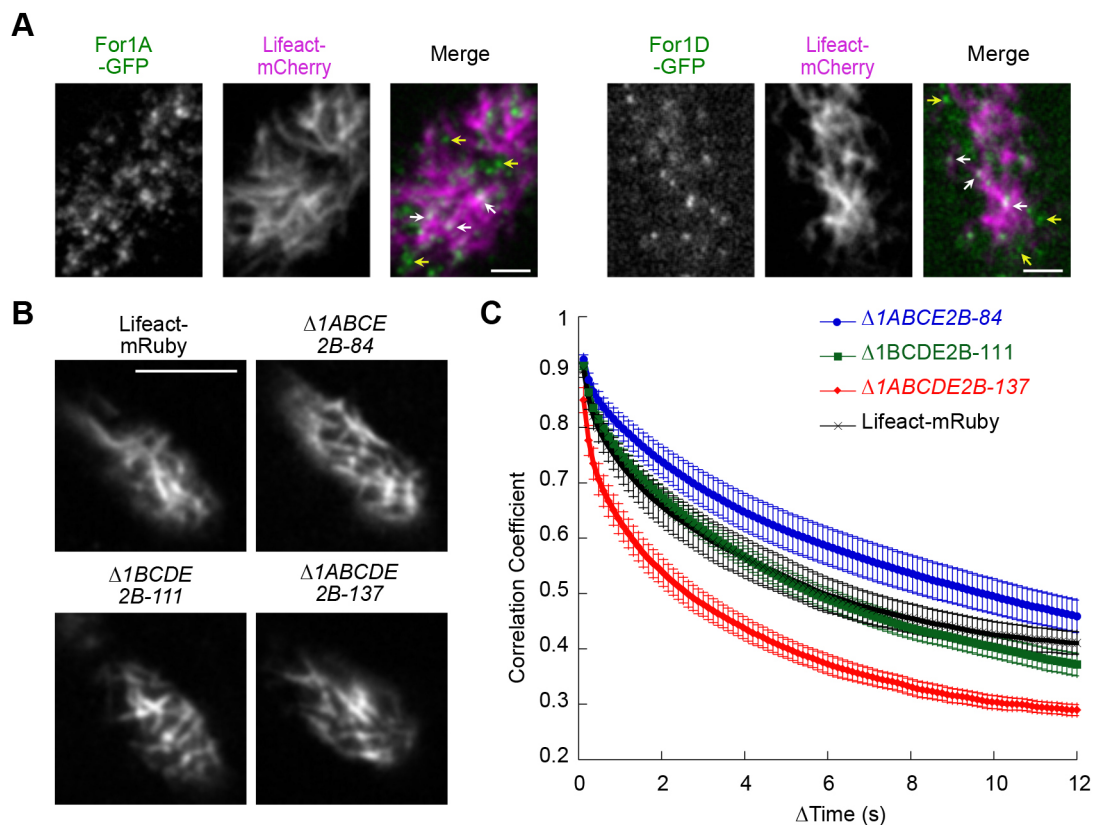 A
For1A
-GFP
Lifeact-
mCherry
Merge
For1D
-GFP
Lifeact-
mCherry
Merge
B
Lifeact-
mRuby
Δ1ABCE
2B-84
Δ1BCDE
2B-111
Δ1ABCDE
2B-137
C
Δ1ABCE2B-84
Δ1BCDE2B-111
Δ1ABCDE2B-137
Lifeact-mRuby
Correlation Coefficient
1
0.9
0.8
0.7
0.6
0.5
0.4
0.3
0.2
0 2 4 6 8 10 12
ΔTime (s)